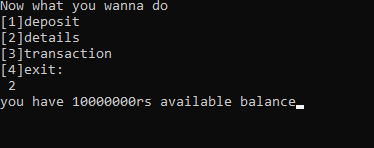 Now what you wanna do
[1]deposit
[2]details
[3]transaction
[4]exit:
2
you have 10000000rs available balance